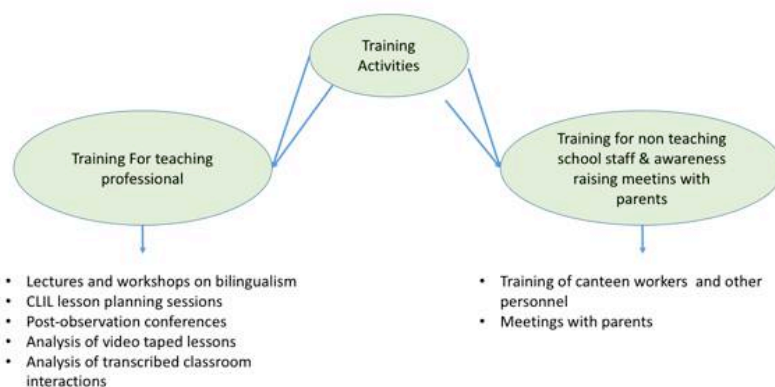 Training
Activities
Training For teaching
professional
Training for non teaching
school staff & awareness
raising meetins with
parents
• Lectures and workshops on bilingualism
• CLIL lesson planning sessions
• Post-observation conferences
• Analysis of video taped lessons
• Analysis of transcribed classroom
interactions
• Training of canteen workers and other
personnel
• Meetings with parents